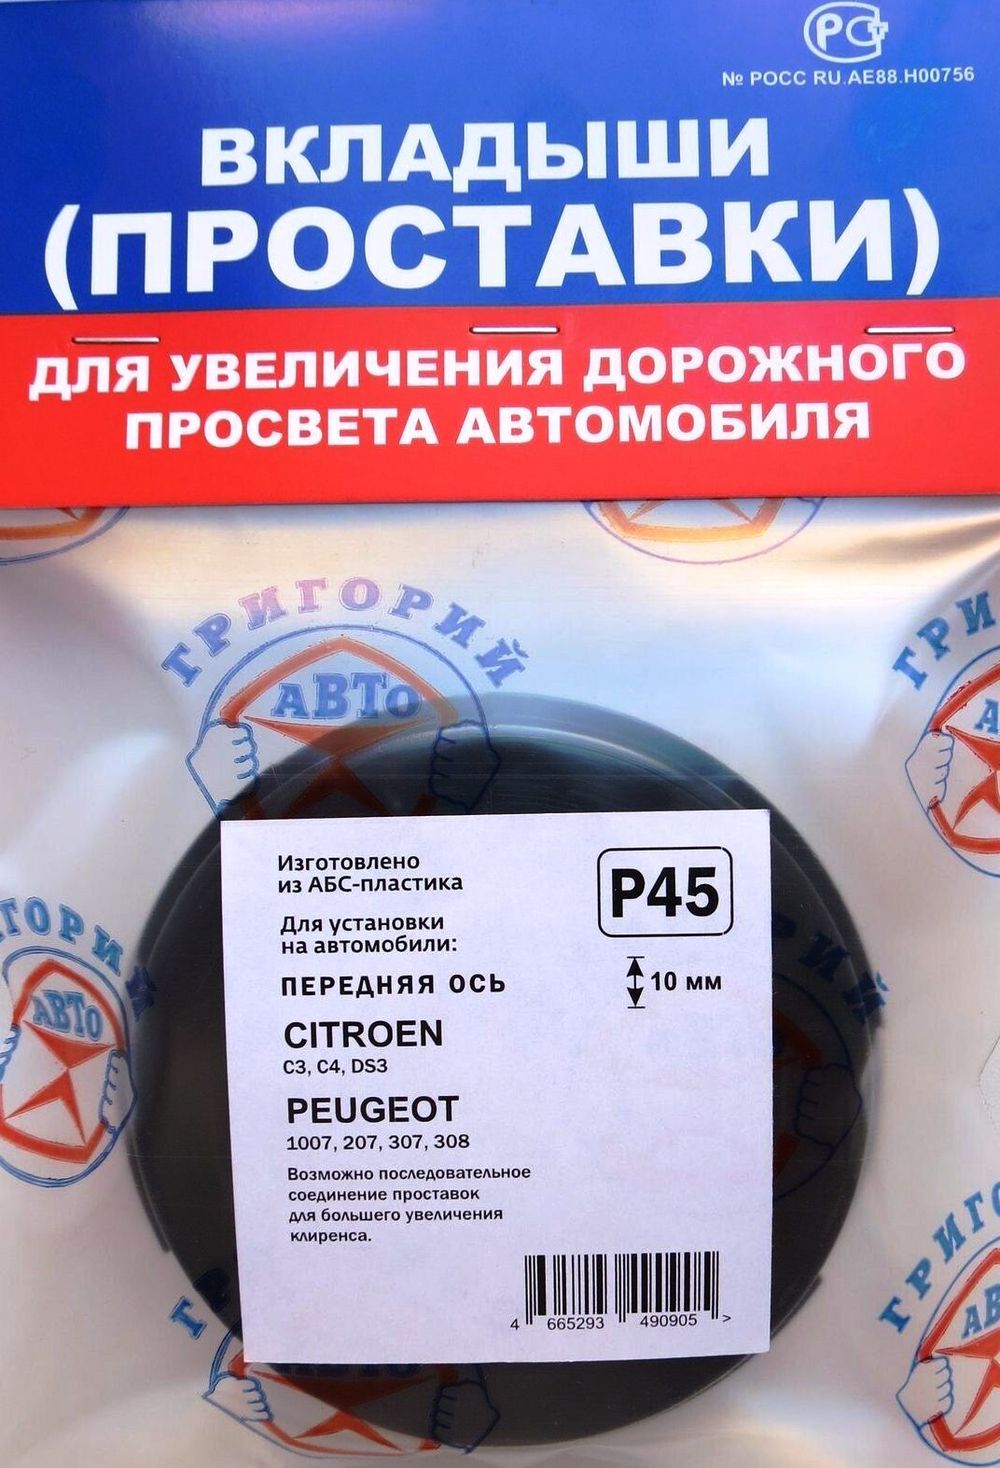 РСТ
№ РОСС RU.АЕ88.Н00756
ВКЛАДЫШИ
(ПРОСТАВКИ)
ДЛЯ УВЕЛИЧЕНИЯ ДОРОЖНОГО
ПРОСВЕТА АВТОМОБИЛЯ
ГРИГОРИЙ
АВТО
Изготовлено
из АБС-пластика
Р45
Для установки
на автомобили:
ПЕРЕДНЯЯ ОСЬ
10 мм
CITROEN
C3, C4, DS3
PEUGEOT
1007, 207, 307, 308
Возможно последовательное
соединение проставок
для большего увеличения
клиренса.
4 665293 490905 >